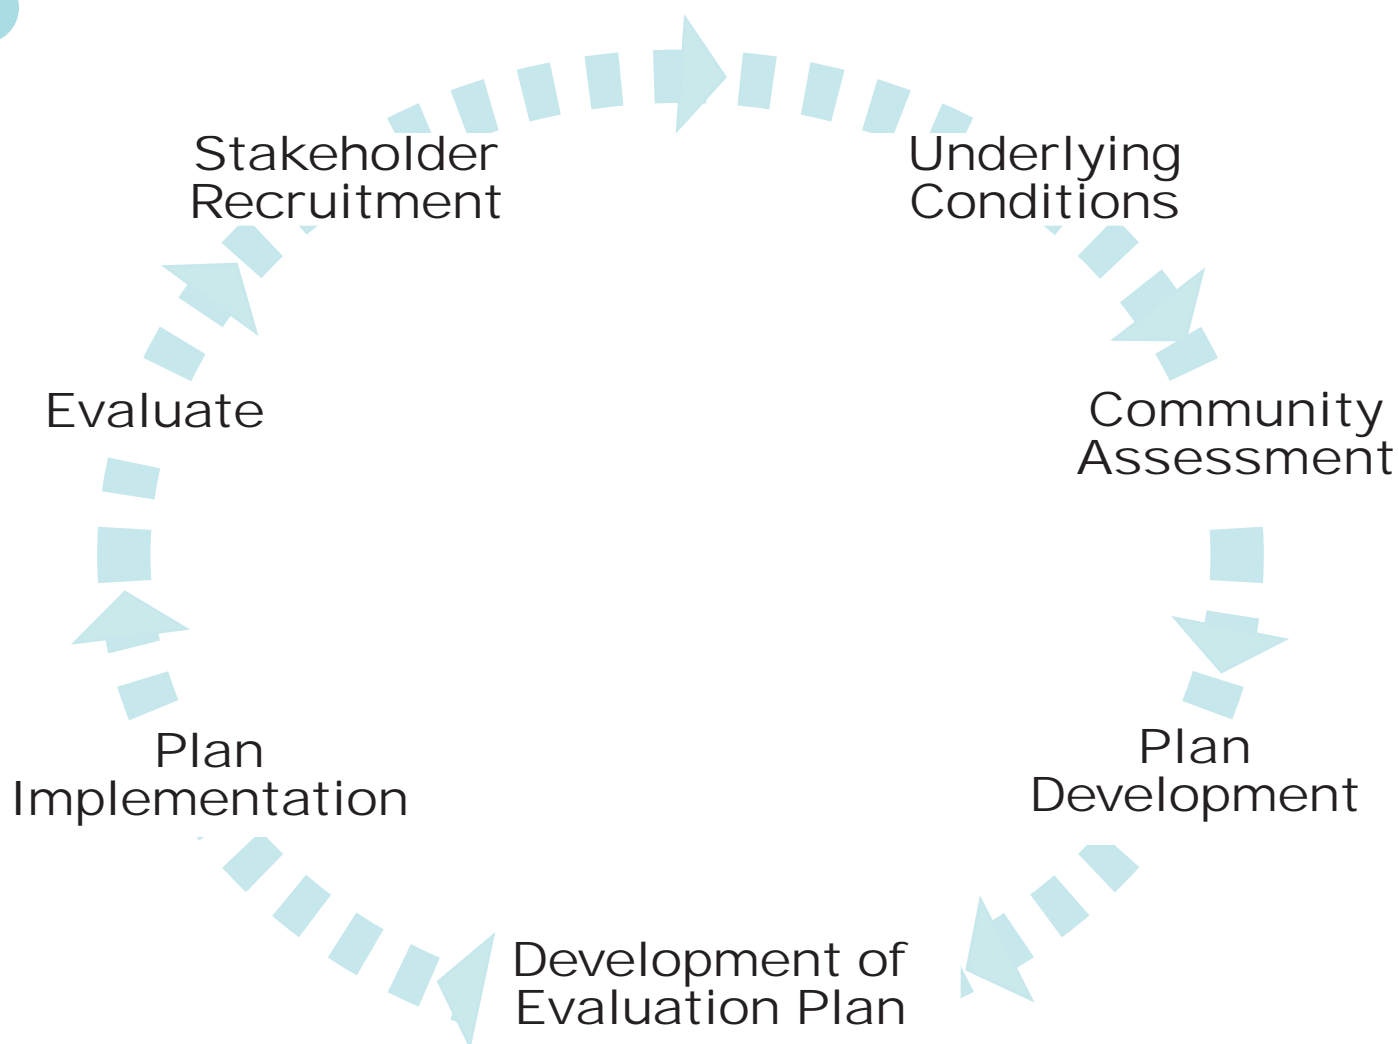 Stakeholder
Recruitment
Underlying
Conditions
Community
Assessment
Plan
Development
Development of
Evaluation Plan
Plan
Implementation
Evaluate